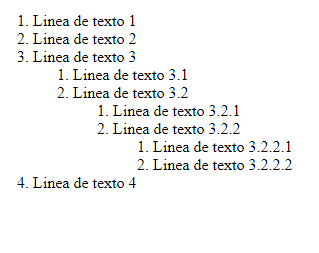 1. Linea de texto 1
2. Linea de texto 2
3. Linea de texto 3
1. Linea de texto 3.1
2. Linea de texto 3.2
1. Linea de texto 3.2.1
2. Linea de texto 3.2.2
1. Linea de texto 3.2.2.1
2. Linea de texto 3.2.2.2
4. Linea de texto 4